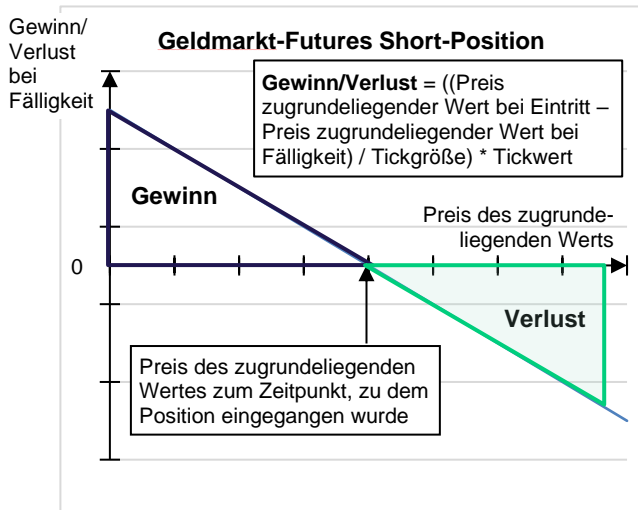 Gewinn/
Verlust
bei
Fälligkeit
Geldmarkt-Futures Short-Position
Gewinn/Verlust = ((Preis
zugrundeliegender Wert bei Eintritt –
Preis zugrundeliegender Wert bei
Fälligkeit) / Tickgröße) * Tickwert
Gewinn
Preis des zugrunde-
liegenden Werts
0
Verlust
Preis des zugrundeliegenden
Wertes zum Zeitpunkt, zu dem
Position eingegangen wurde